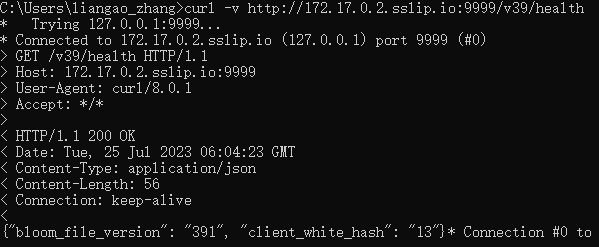 C:\Users\liangao_zhang>curl -v http://172.17.0.2.sslip.io:9999/v39/health
*   Trying 127.0.0.1:9999...
* Connected to 172.17.0.2.sslip.io (127.0.0.1) port 9999 (#0)
> GET /v39/health HTTP/1.1
> Host: 172.17.0.2.sslip.io:9999
> User-Agent: curl/8.0.1
> Accept: */*
>
< HTTP/1.1 200 OK
< Date: Tue, 25 Jul 2023 06:04:23 GMT
< Content-Type: application/json
< Content-Length: 56
< Connection: keep-alive
<
{"bloom_file_version": "391", "client_white_hash": "13"}* Connection #0 to